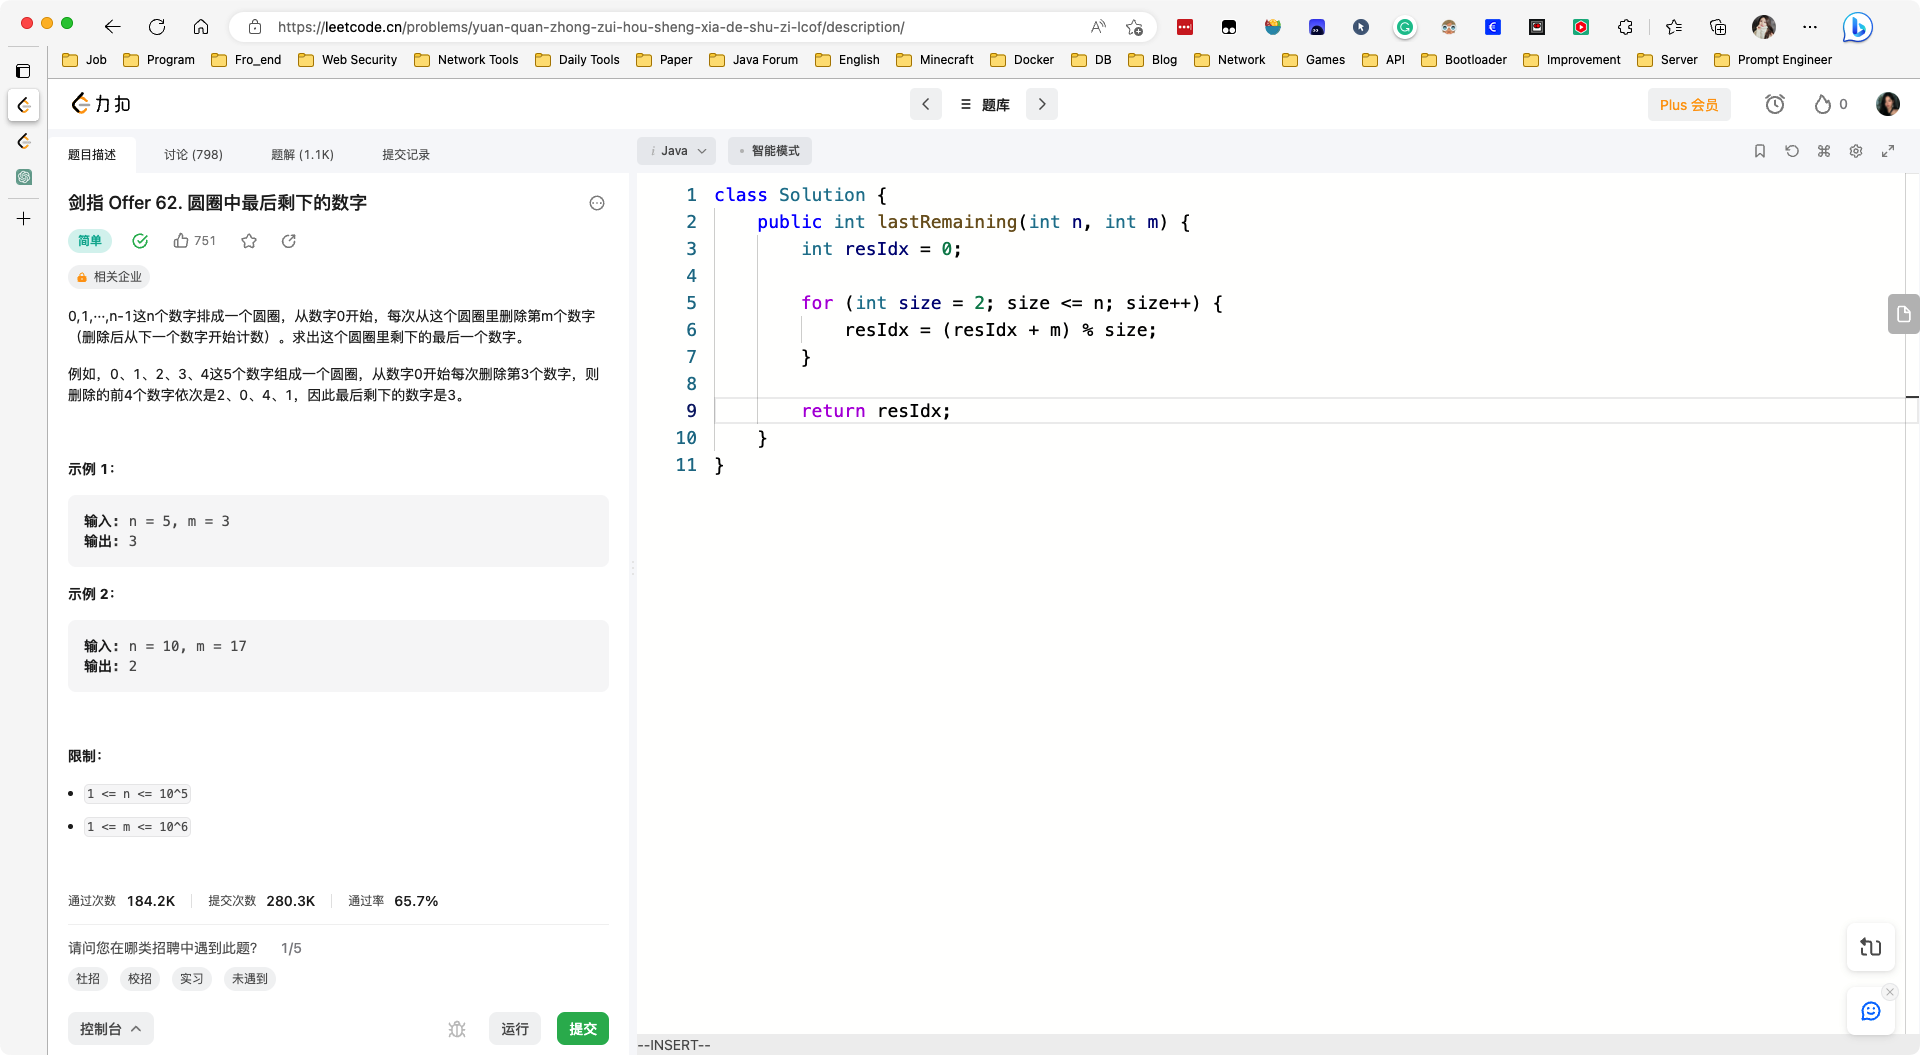 https://leetcode.cn/problems/yuan-quan-zhong-zui-hou-sheng-xia-de-shu-zi-lcof/description/
Job Program Fro_end Web Security Network Tools Daily Tools Paper Java Forum English Minecraft Docker DB Blog Network Games API Bootloader Improvement Server Prompt Engineer
力扣
题库
Plus 会员
0
题目描述 讨论 (798) 题解 (1.1K) 提交记录
i Java
智能模式
剑指 Offer 62. 圆圈中最后剩下的数字
简单 751
相关企业
0,1,···,n-1这n个数字排成一个圆圈，从数字0开始，每次从这个圆圈里删除第m个数字
（删除后从下一个数字开始计数）。求出这个圆圈里剩下的最后一个数字。
例如，0、1、2、3、4这5个数字组成一个圆圈，从数字0开始每次删除第3个数字，则
删除的前4个数字依次是2、0、4、1，因此最后剩下的数字是3。
示例 1：
输入: n = 5, m = 3
输出: 3
示例 2：
输入: n = 10, m = 17
输出: 2
限制：
1 <= n <= 10^5
1 <= m <= 10^6
通过次数 184.2K 提交次数 280.3K 通过率 65.7%
请问您在哪类招聘中遇到此题? 1/5
社招 校招 实习 未遇到
控制台 运行 提交
1 class Solution {
2 public int lastRemaining(int n, int m) {
3 int resIdx = 0;
4
5 for (int size = 2; size <= n; size++) {
6 resIdx = (resIdx + m) % size;
7 }
8
9 return resIdx;
10 }
11 }
--INSERT--